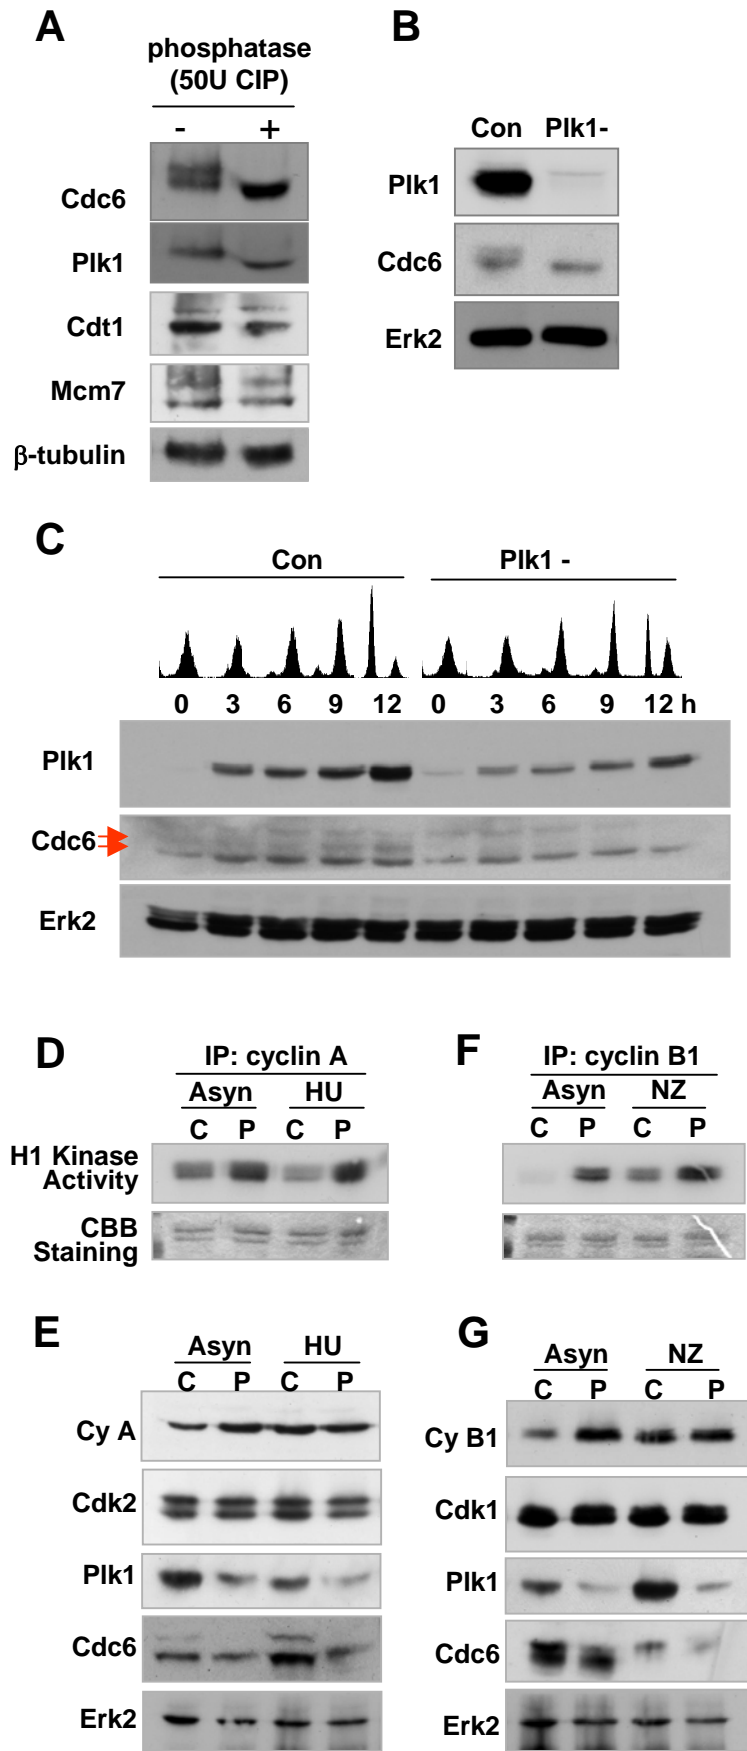 A
phosphatase
(50U CIP)
- +
Cdc6
Plk1
Cdt1
Mcm7
β-tubulin
B
Con Plk1-
Plk1
Cdc6
Erk2
C
Con Plk1 -
0 3 6 9 12 0 3 6 9 12 h
Plk1
Cdc6
Erk2
D
IP: cyclin A
Asyn HU
C P C P
H1 Kinase
Activity
CBB
Staining
F
IP: cyclin B1
Asyn NZ
C P C P
E
Asyn HU
C P C P
Cy A
Cdk2
Plk1
Cdc6
Erk2
G
Asyn NZ
C P C P
Cy B1
Cdk1
Plk1
Cdc6
Erk2